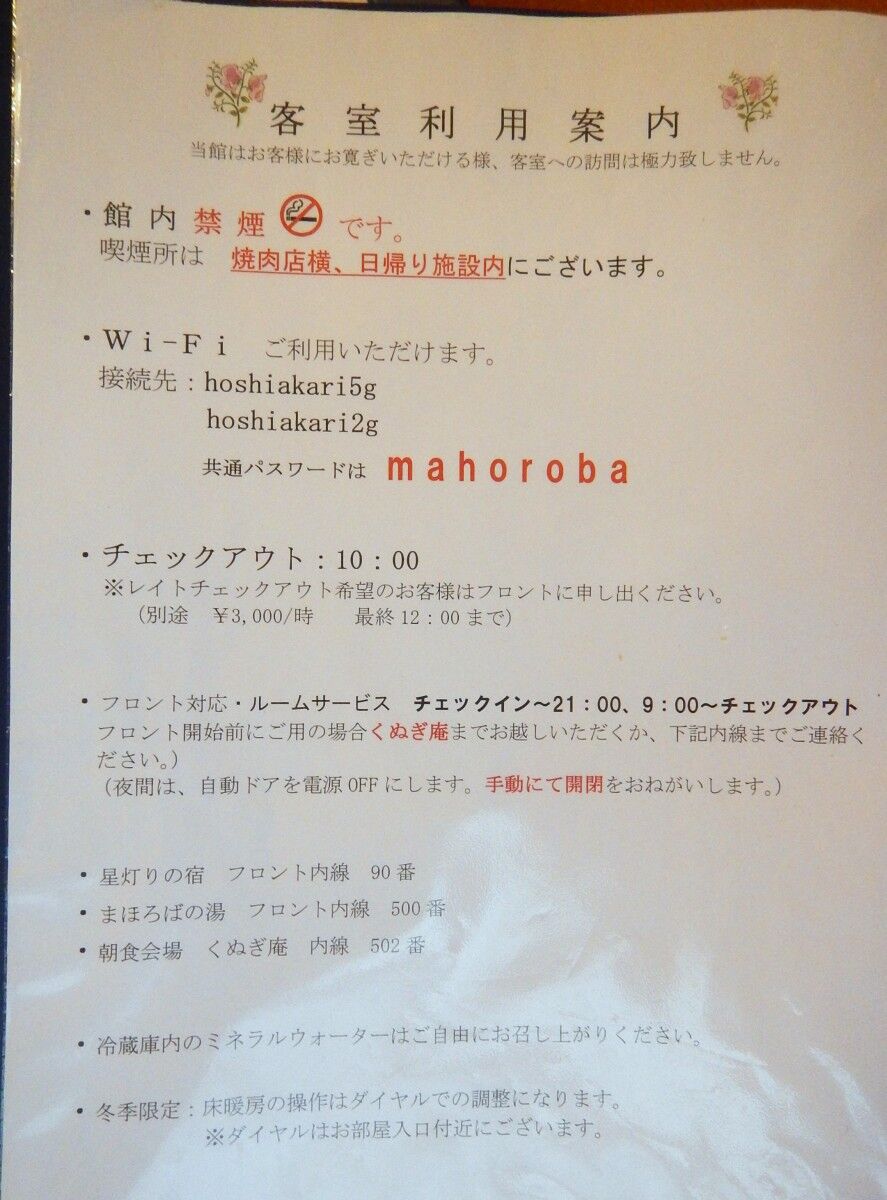 客室利用案内
当館はお客様にお寛ぎいただける様、客室への訪問は極力致しません。
・館内禁煙です。
喫煙所は　焼肉店横、日帰り施設内にございます。
・Ｗｉ－Ｆｉ　ご利用いただけます。
接続先：hoshiakari5g
hoshiakari2g
共通パスワードは　ｍａｈｏｒｏｂａ
・チェックアウト：10：00
※レイトチェックアウト希望のお客様はフロントに申し出ください。
（別途　￥3,000/時　　最終12：00まで）
・フロント対応・ルームサービス　チェックイン～21：00、9：00～チェックアウト
フロント開始前にご用の場合くぬぎ庵までお越しいただくか、下記内線までご連絡く
ださい。）
（夜間は、自動ドアを電源OFFにします。手動にて開閉をおねがいします。）
・星灯りの宿　フロント内線　90番
・まほろばの湯　フロント内線　500番
・朝食会場　くぬぎ庵　内線　502番
・冷蔵庫内のミネラルウォーターはご自由にお召し上がりください。
・冬季限定：床暖房の操作はダイヤルでの調整になります。
※ダイヤルはお部屋入口付近にございます。